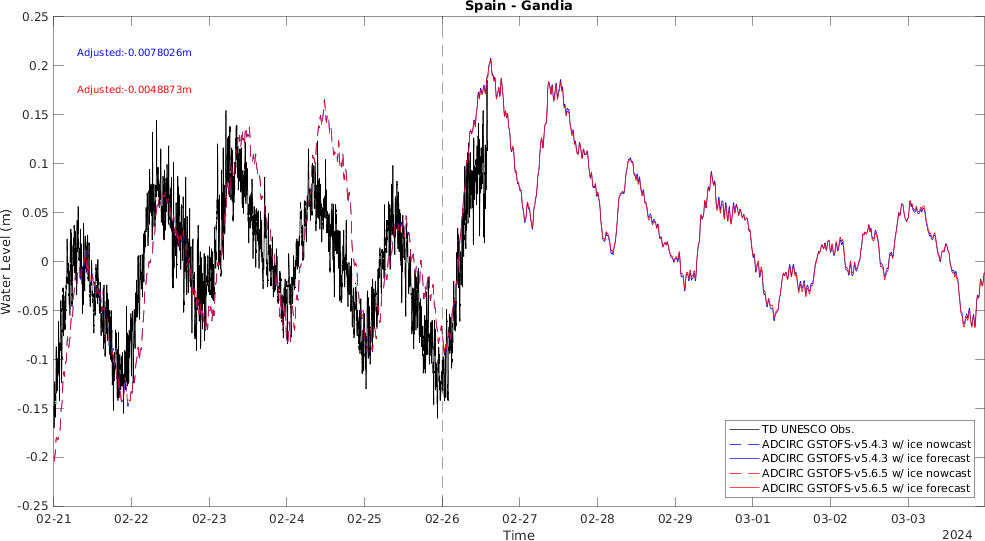 Spain - Gandia
0.25
Adjusted:-0.0078026m
0.2
Adjusted:-0.0048873m
0.15
0.1
0.05
0
-0.05
-0.1
-0.15
-0.2
-0.25
Water Level (m)
TD UNESCO Obs.
ADCIRC GSTOFS-v5.4.3 w/ ice nowcast
ADCIRC GSTOFS-v5.4.3 w/ ice forecast
ADCIRC GSTOFS-v5.6.5 w/ ice nowcast
ADCIRC GSTOFS-v5.6.5 w/ ice forecast
02-21 02-22 02-23 02-24 02-25 02-26 02-27 02-28 02-29 03-01 03-02 03-03
Time
2024